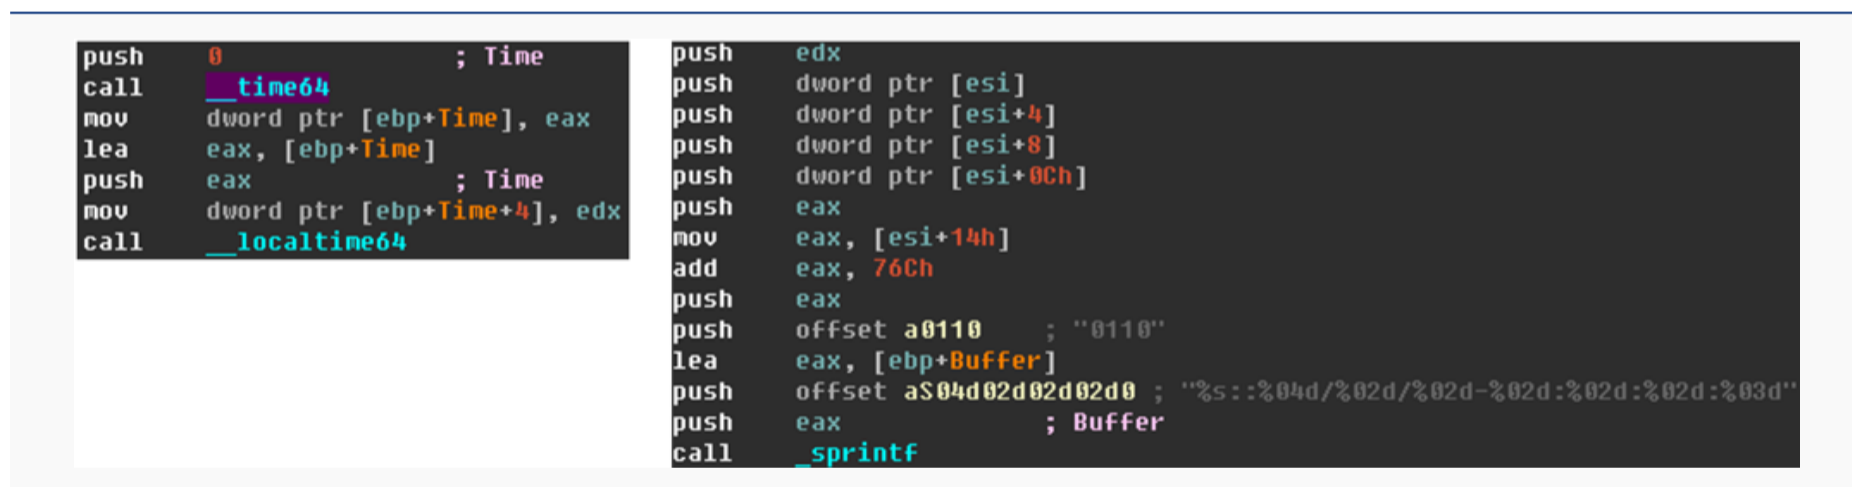 push 0 ; Time
call __time64
mov dword ptr [ebp+Time], eax
lea eax, [ebp+Time]
push eax ; Time
mov dword ptr [ebp+Time+4], edx
call __localtime64
push edx
push dword ptr [esi]
push dword ptr [esi+4]
push dword ptr [esi+8]
push dword ptr [esi+0Ch]
push eax
mov eax, [esi+14h]
add eax, 76Ch
push eax
push offset a0110 ; "0110"
lea eax, [ebp+Buffer]
push offset aS04d02d02d02d0 ; "%s::%04d/%02d/%02d-%02d:%02d:%02d:%03d"
push eax ; Buffer
call _sprintf